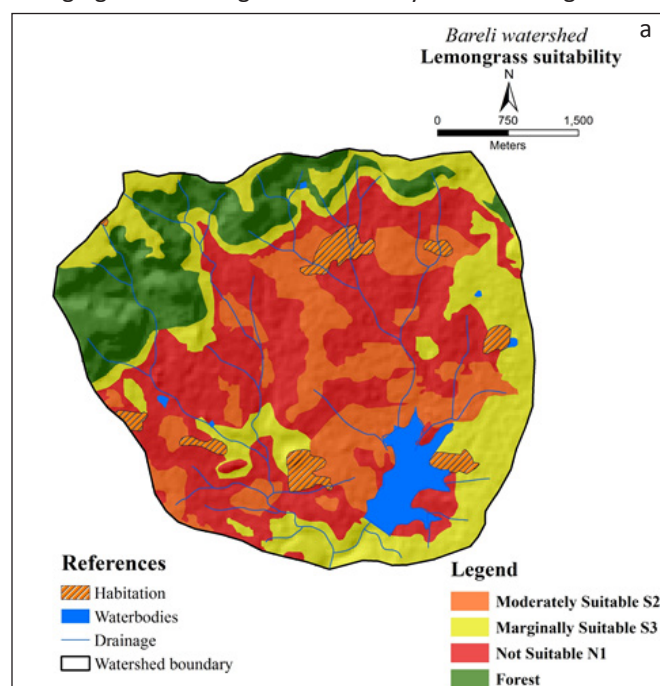 a
Bareli watershed
Lemongrass suitability
N
0 750 1,500
Meters
References
Habitation
Waterbodies
Drainage
Watershed boundary
Legend
Moderately Suitable S2
Marginally Suitable S3
Not Suitable N1
Forest